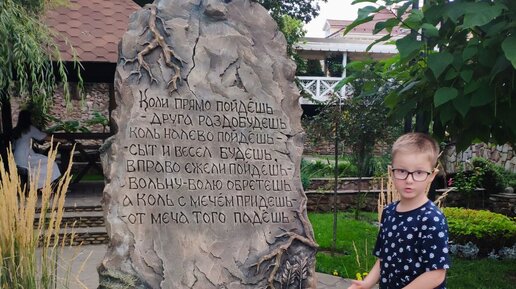 Коли прямо пойдёшь
- друга раздобудешь,
коль налево пойдёшь -
- сыт и весел будешь,
вправо пойдёшь -
- вольну-волю обретёшь
а коль с мечём придёшь -
- от меча того падёшь.